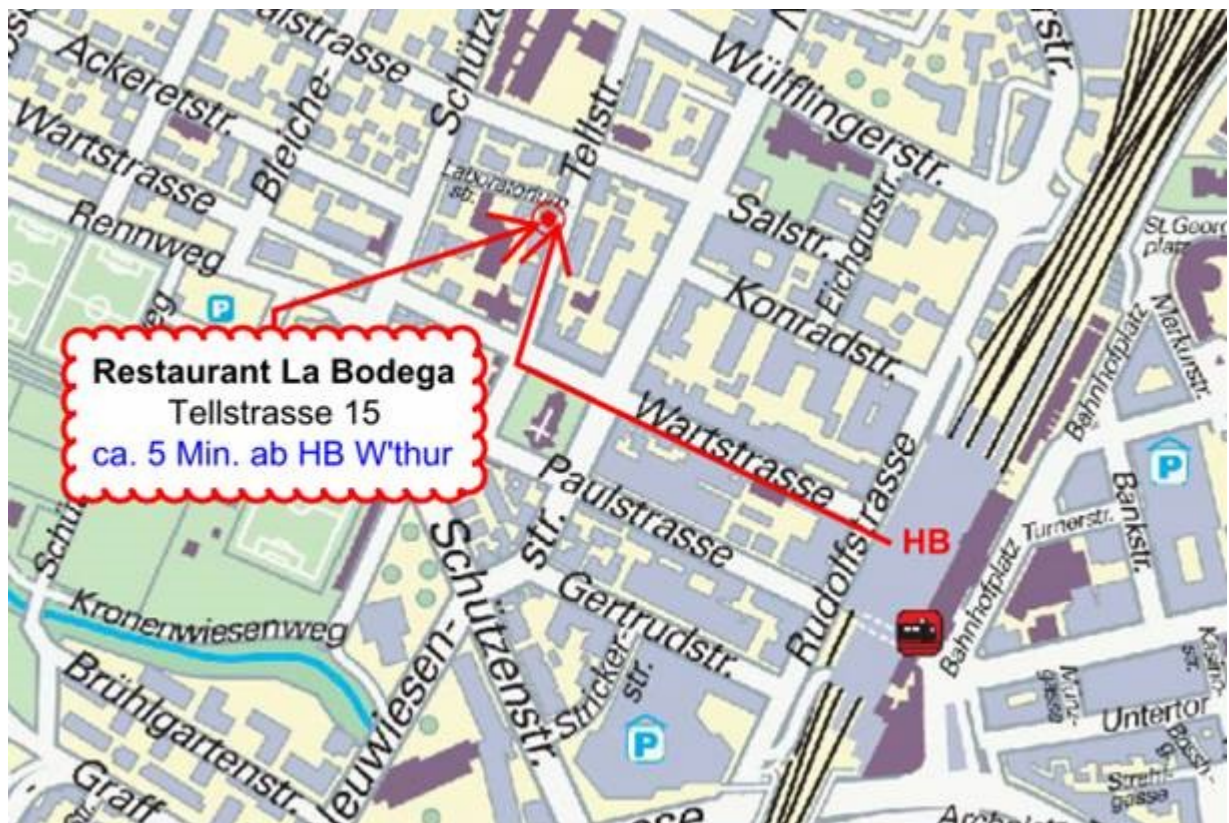 Ackeretstr.
Wartstrasse
Rennweg
Bleiche-
Tellstr.
Laboratorium
str.
Wülflingerstr.
Salstr.
Eichgutstr.
Konradstr.
St. Georg
platz
Merkurstr.
Bahnhofplatz
P
Restaurant La Bodega
Tellstrasse 15
ca. 5 Min. ab HB W'thur
Wartstrasse
Paulstrasse
Rudolfstrasse
HB
P
Bankstr.
Turnerstr.
Bahnhofplatz
Kronenwiesenweg
Schützenstr.
str.
Gertrudstr.
Stricker-
str.
P
Brühlgartenstr.
Graff
str.
Untertor